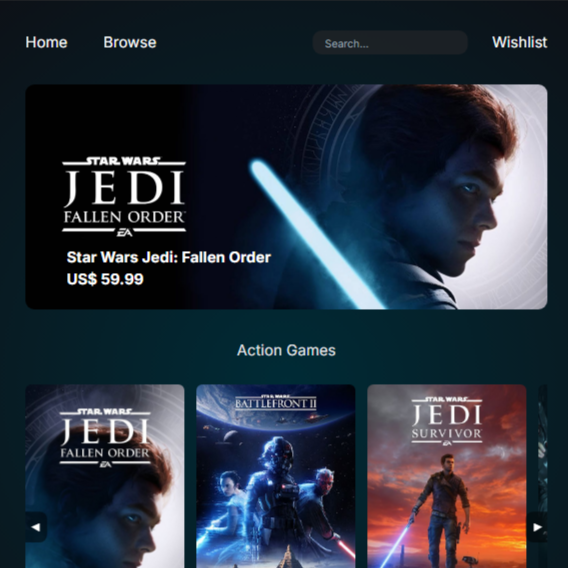 Home
Browse
Search...
Wishlist
STAR WARS
JEDI
FALLEN ORDER
EA
Star Wars Jedi: Fallen Order
US$ 59.99
Action Games
STAR WARS
JEDI
FALLEN ORDER
EA
STAR WARS
BATTLEFRONT II
STAR WARS
JEDI
SURVIVOR
EA